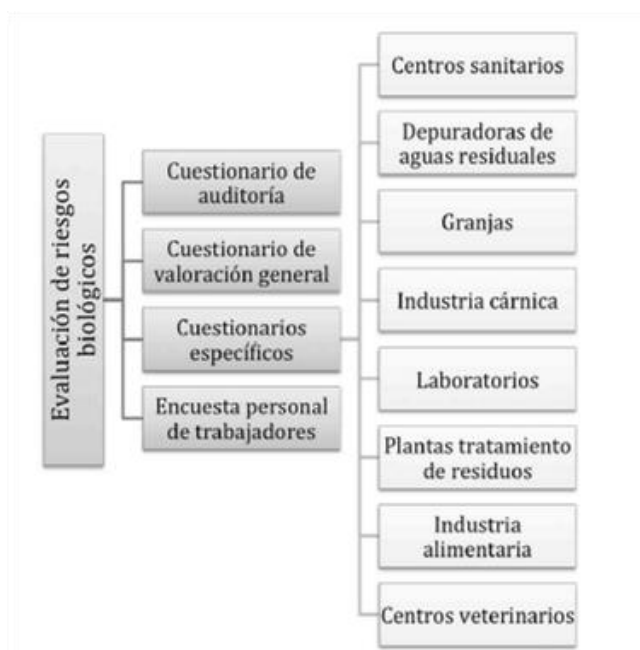 Evaluación de riesgos
biológicos
Cuestionario de
auditoría
Cuestionario de
valoración general
Cuestionarios
específicos
Encuesta personal
de trabajadores
Centros sanitarios
Depuradoras de
aguas residuales
Granjas
Industria cárnica
Laboratorios
Plantas tratamiento
de residuos
Industria
alimentaria
Centros veterinarios